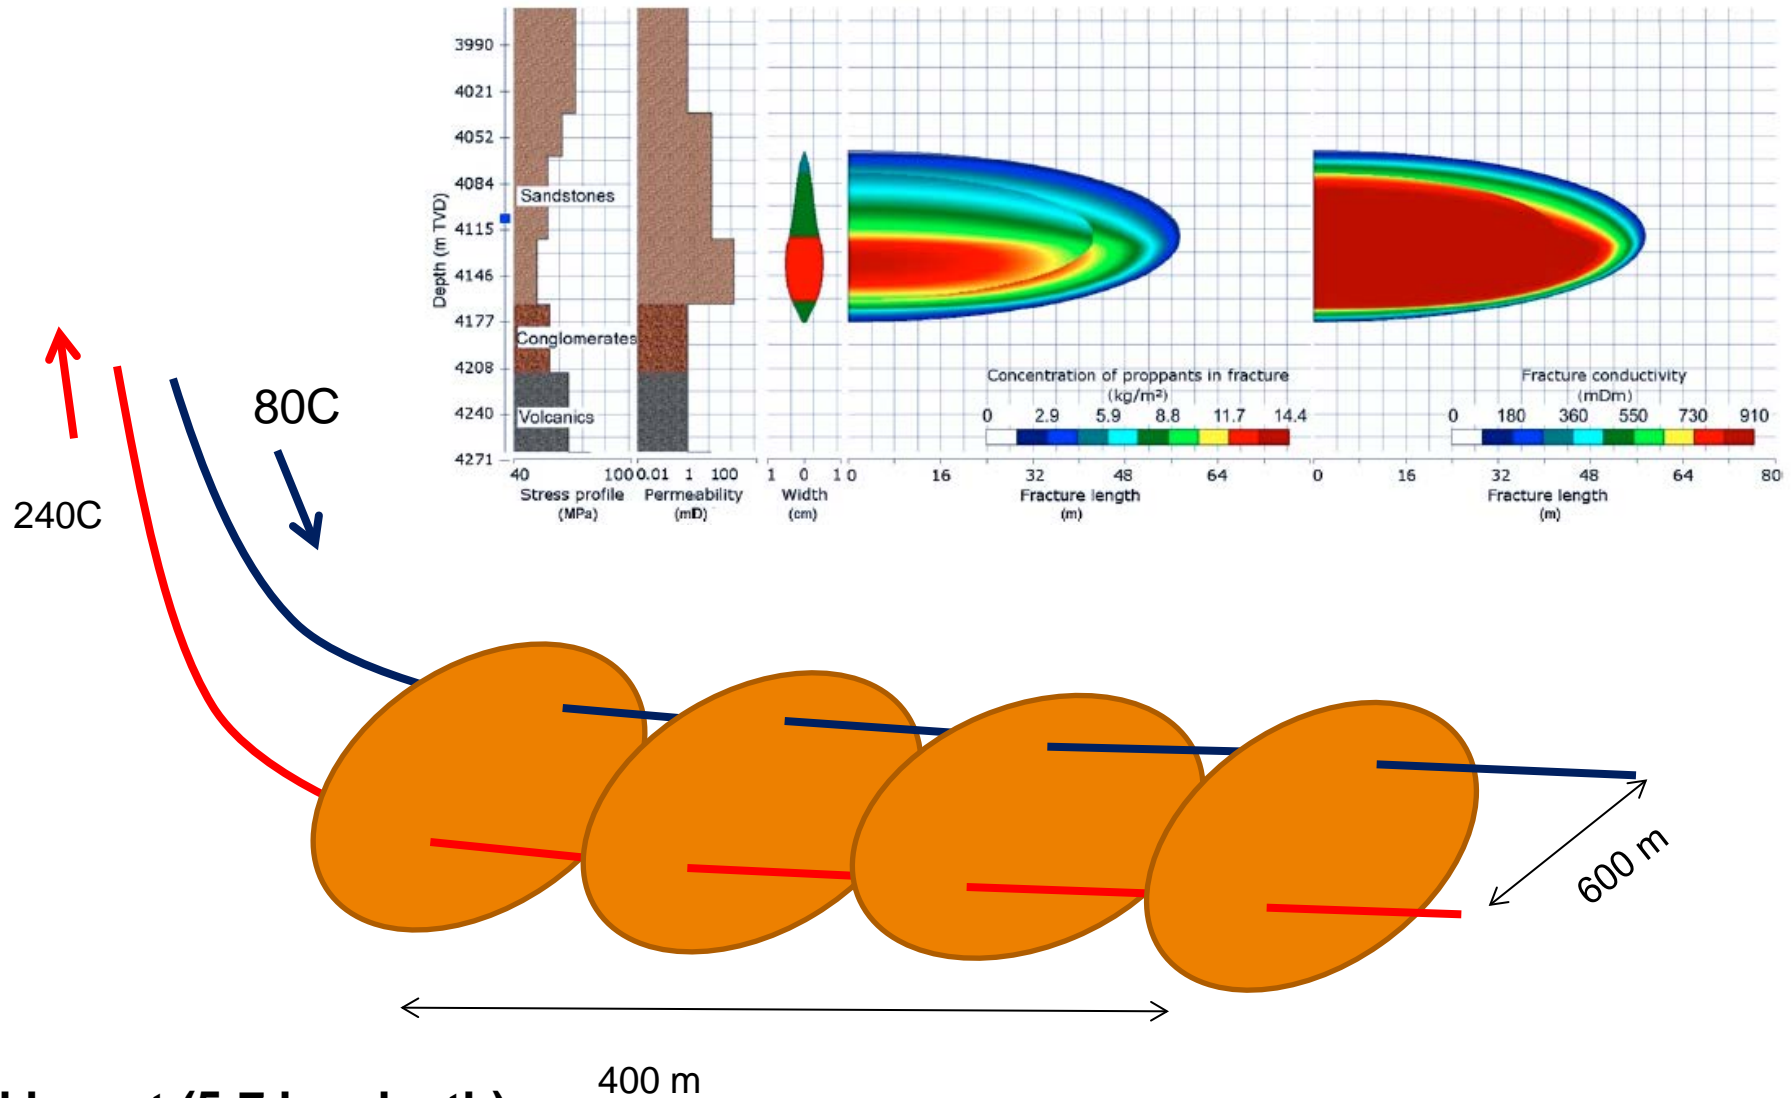 3990
4021
4052
4084
4115
4146
4177
4208
4240
4271
Depth (m TVD)
Sandstones
Conglomerates
Volcanics
40 100
Stress profile
(MPa)
0.01 1 100
Permeability
(mD)
1 0 1
Width
(cm)
Concentration of proppants in fracture
(kg/m²)
0 2.9 5.9 8.8 11.7 14.4
0 16 32 48 64
Fracture length
(m)
Fracture conductivity
(mDm)
0 180 360 550 730 910
0 16 32 48 64 80
Fracture length
(m)
80C
240C
600 m
400 m